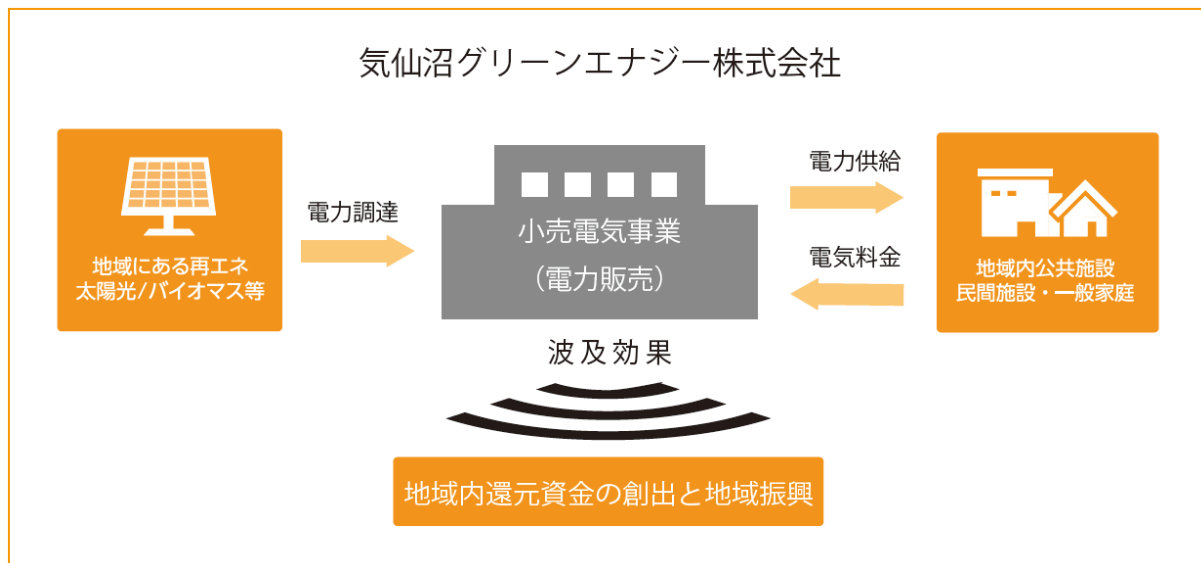 気仙沼グリーンエナジー株式会社
地域にある再エネ
太陽光/バイオマス等
電力調達
小売電気事業
（電力販売）
電力供給
電気料金
地域内公共施設
民間施設・一般家庭
波及効果
地域内還元資金の創出と地域振興